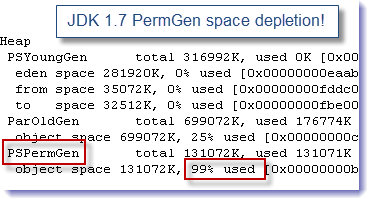 JDK 1.7 PermGen space depletion!
Heap
PSYoungGen total 316992K, used 0K [0x00
eden space 281920K, 0% used [0x00000000eaab
from space 35072K, 0% used [0x00000000fddc0
to space 32512K, 0% used [0x00000000fbe00
ParOldGen total 699072K, used 176774K
object space 699072K, 25% used [0x00000000c
PSPermGen total 131072K, used 131071K
object space 131072K, 99% used [0x00000000b